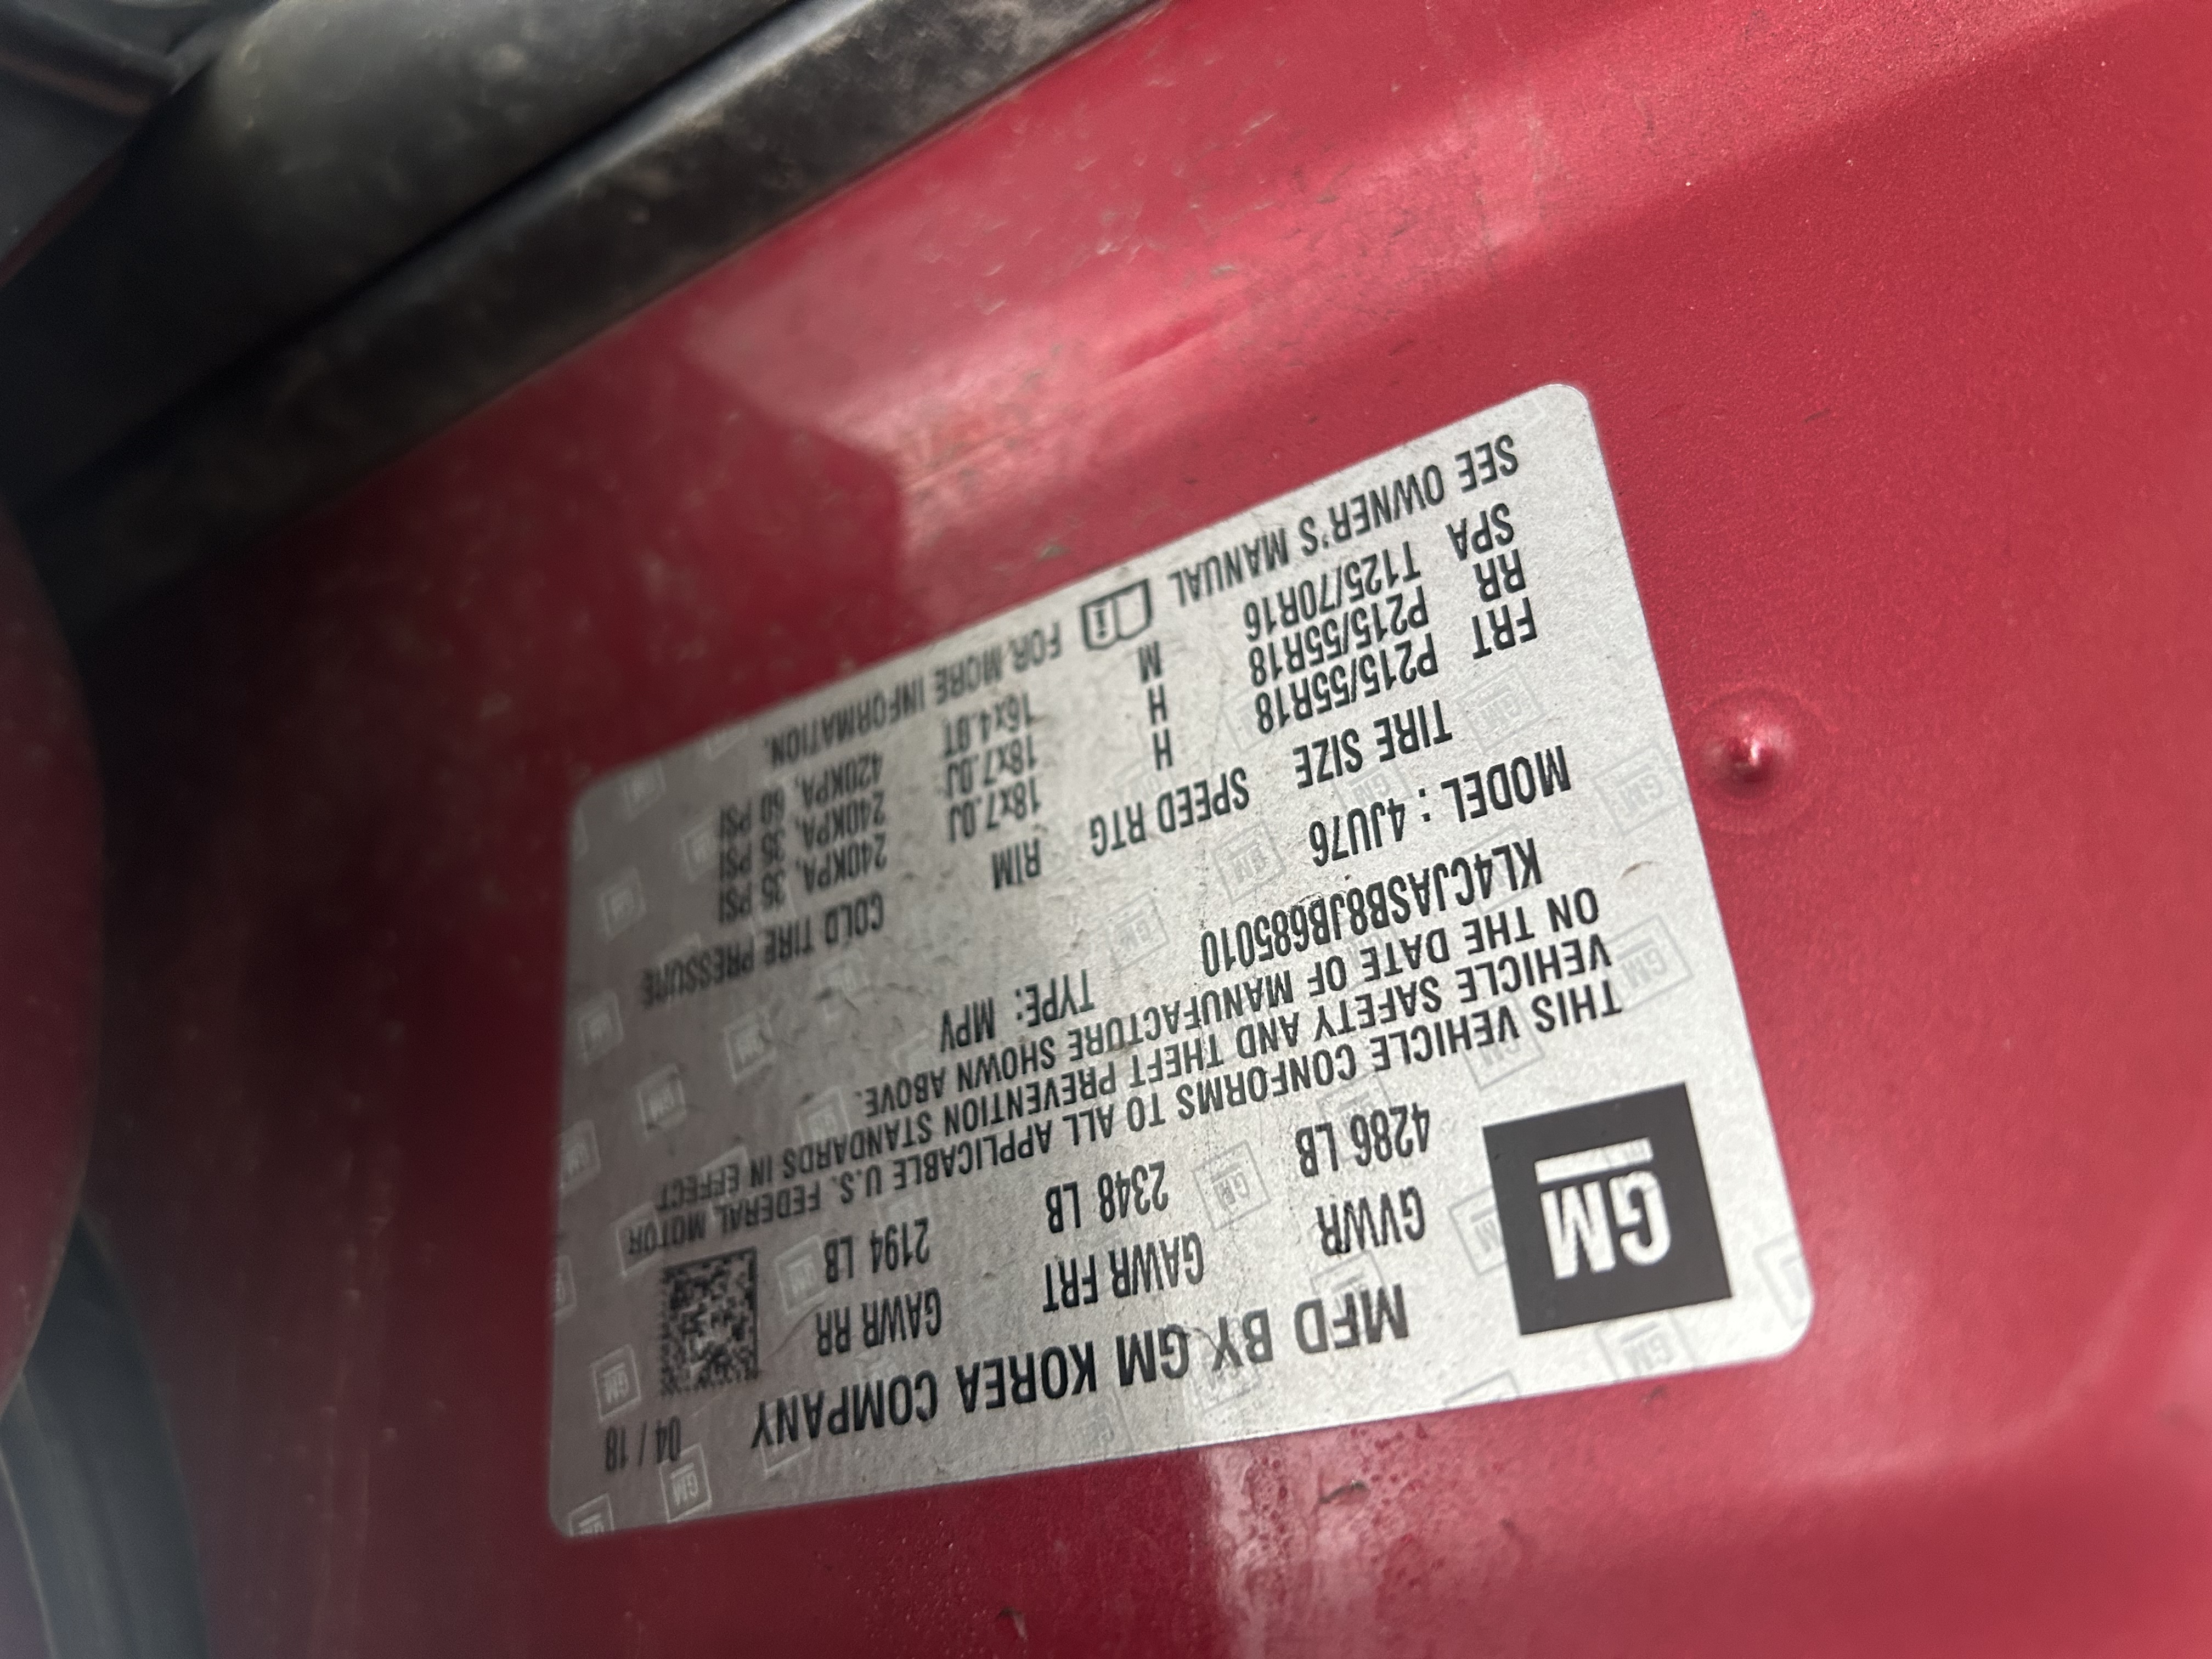 04 / 18
MFD BY GM KOREA COMPANY
GM
GVWR GAWR FRT GAWR RR
4286 LB 2348 LB 2194 LB
THIS VEHICLE CONFORMS TO ALL APPLICABLE U.S. FEDERAL MOTOR
VEHICLE SAFETY AND THEFT PREVENTION STANDARDS IN EFFECT
ON THE DATE OF MANUFACTURE SHOWN ABOVE.
KL4CJASB8JB685010 TYPE: MPV
MODEL : 4JU76
TIRE SIZE SPEED RTG RIM COLD TIRE PRESSURE
FRT P215/55R18 H 18x7.0J 240KPA, 35 PSI
RR P215/55R18 H 18x7.0J 240KPA, 35 PSI
SPA T125/70R16 M 16x4.0T 420KPA, 60 PSI
SEE OWNER'S MANUAL FOR MORE INFORMATION.